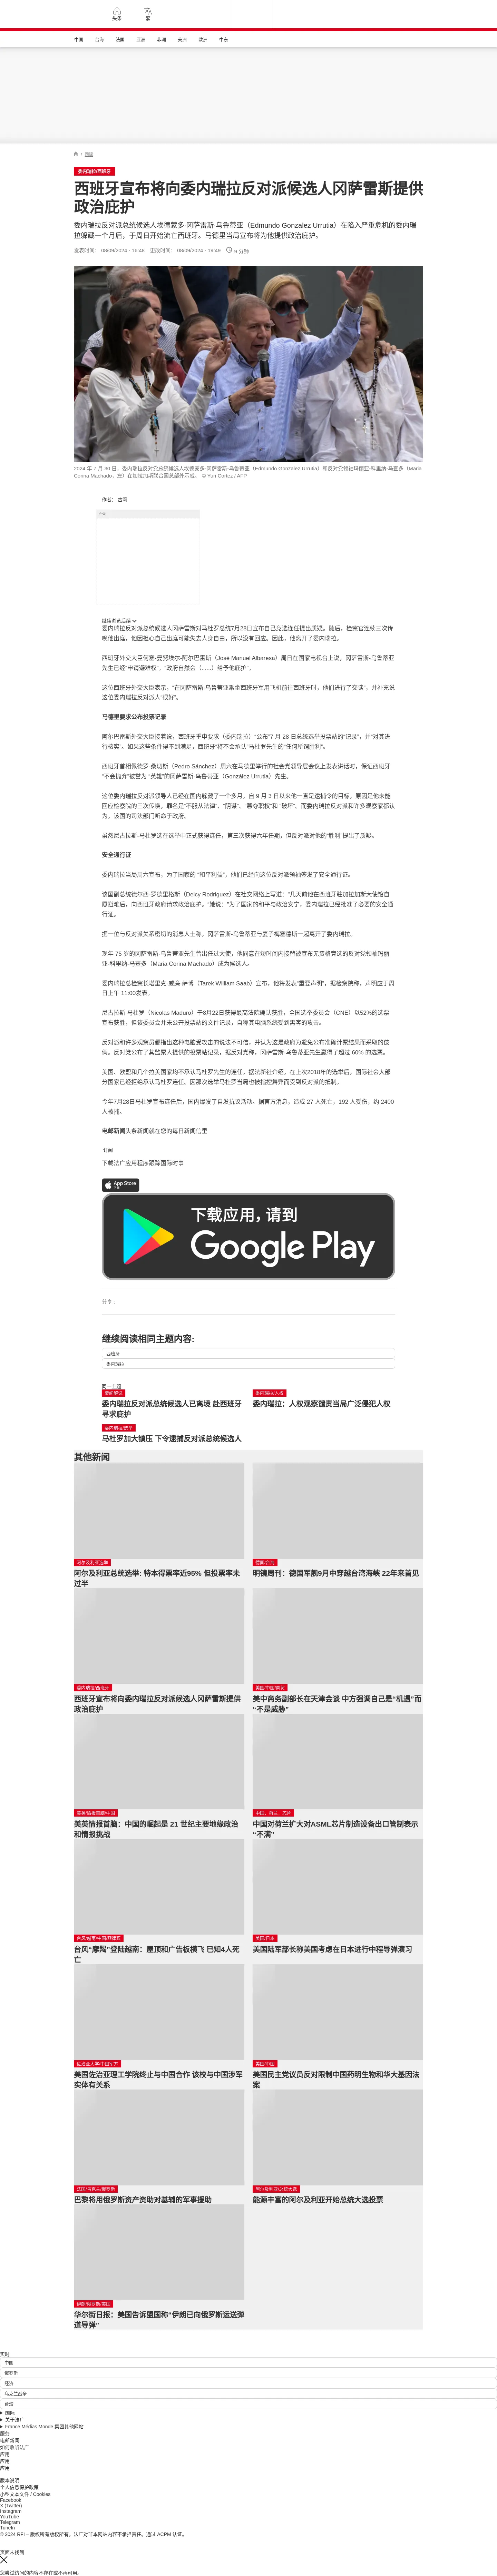 头条
繁
中国
台海
法国
亚洲
非洲
美洲
欧洲
中东
/ 国际
委内瑞拉/西班牙
西班牙宣布将向委内瑞拉反对派候选人冈萨雷斯提供
政治庇护
委内瑞拉反对派总统候选人埃德蒙多·冈萨雷斯·乌鲁蒂亚（Edmundo Gonzalez Urrutia）在陷入严重危机的委内瑞
拉躲藏一个月后，于周日开始流亡西班牙。马德里当局宣布将为他提供政治庇护。
发表时间： 08/09/2024 - 16:48 更改时间： 08/09/2024 - 19:49 9 分钟
2024 年 7 月 30 日，委内瑞拉反对党总统候选人埃德蒙多-冈萨雷斯-乌鲁蒂亚（Edmundo Gonzalez Urrutia）和反对党领袖玛丽亚-科里纳-马查多（Maria
Corina Machado，左）在加拉加斯联合国总部外示威。 © Yuri Cortez / AFP
作者： 古莉
广告
继续浏览后续
委内瑞拉反对派总统候选人冈萨雷斯对马杜罗总统7月28日宣布自己竞选连任提出质疑。随后，检察官连续三次传
唤他出庭，他因担心自己出庭可能失去人身自由，所以没有回应。因此，他离开了委内瑞拉。
西班牙外交大臣何塞-曼努埃尔-阿尔巴雷斯（José Manuel Albaresa）周日在国家电视台上说，冈萨雷斯-乌鲁蒂亚
先生已经“申请避难权”。“政府自然会（......）给予他庇护”。
这位西班牙外交大臣表示，“在冈萨雷斯·乌鲁蒂亚乘坐西班牙军用飞机前往西班牙时，他们进行了交谈”，并补充说
这位委内瑞拉反对派人“很好”。
马德里要求公布投票记录
阿尔巴雷斯外交大臣接着说，西班牙重申要求（委内瑞拉）“公布”7 月 28 日总统选举投票站的“记录”，并“对其进
行核实”。如果这些条件得不到满足，西班牙“将不会承认”马杜罗先生的“任何所谓胜利”。
西班牙首相佩德罗-桑切斯（Pedro Sánchez）周六在马德里举行的社会党领导层会议上发表讲话时，保证西班牙
“不会抛弃”被誉为 “英雄”的冈萨雷斯-乌鲁蒂亚（González Urrutia）先生。
这位委内瑞拉反对派领导人已经在国内躲藏了一个多月，自 9 月 3 日以来他一直是逮捕令的目标，原因是他未能
回应检察院的三次传唤，罪名是“不服从法律”、“阴谋”、“篡夺职权”和 “破坏”。而委内瑞拉反对派和许多观察家都认
为，该国的司法部门听命于政府。
虽然尼古拉斯-马杜罗选在选举中正式获得连任，第三次获得六年任期，但反对派对他的“胜利”提出了质疑。
安全通行证
委内瑞拉当局周六宣布，为了国家的 “和平利益”，他们已经向这位反对派领袖签发了安全通行证。
该国副总统德尔西-罗德里格斯（Delcy Rodriguez）在社交网络上写道：“几天前他在西班牙驻加拉加斯大使馆自
愿避难后，向西班牙政府请求政治庇护。”她说：“为了国家的和平与政治安宁，委内瑞拉已经批准了必要的安全通
行证。
据一位与反对派关系密切的消息人士称，冈萨雷斯-乌鲁蒂亚与妻子梅塞德斯一起离开了委内瑞拉。
现年 75 岁的冈萨雷斯-乌鲁蒂亚先生曾出任过大使，他同意在短时间内接替被宣布无资格竞选的反对党领袖玛丽
亚-科里纳-马查多（Maria Corina Machado）成为候选人。
委内瑞拉总检察长塔里克-威廉-萨博（Tarek William Saab）宣布，他将发表“重要声明”，据检察院称，声明应于周
日上午 11:00发表。
尼古拉斯·马杜罗（Nicolas Maduro）于8月22日获得最高法院确认获胜，全国选举委员会（CNE）以52%的选票
宣布获胜，但该委员会并未公开投票站的文件记录，自称其电脑系统受到黑客的攻击。
反对派和许多观察员都指出这种电脑受攻击的说法不可信，并认为这是政府为避免公布准确计票结果而采取的伎
俩。反对党公布了其监票人提供的投票站记录，据反对党称，冈萨雷斯-乌鲁蒂亚先生赢得了超过 60% 的选票。
美国、欧盟和几个拉美国家均不承认马杜罗先生的连任。据法新社介绍，在上次2018年的选举后，国际社会大部
分国家已经拒绝承认马杜罗连任。因那次选举马杜罗当局也被指控舞弊而受到反对派的抵制。
今年7月28日马杜罗宣布连任后，国内爆发了自发抗议活动。据官方消息，造成 27 人死亡，192 人受伤，约 2400
人被捕。
电邮新闻头条新闻就在您的每日新闻信里
订阅
下载法广应用程序跟踪国际时事
App Store
下载
下载应用，请到
Google Play
分享 :
继续阅读相同主题内容:
西班牙
委内瑞拉
同一主题
要闻解读
委内瑞拉反对派总统候选人已离境 赴西班牙
寻求庇护
委内瑞拉/人权
委内瑞拉：人权观察谴责当局广泛侵犯人权
委内瑞拉/选举
马杜罗加大镇压 下令逮捕反对派总统候选人
其他新闻
阿尔及利亚选举
阿尔及利亚总统选举: 特本得票率近95% 但投票率未
过半
德国/台海
明镜周刊：德国军舰9月中穿越台湾海峡 22年来首见
委内瑞拉/西班牙
西班牙宣布将向委内瑞拉反对派候选人冈萨雷斯提供
政治庇护
美国/中国/商贸
美中商务副部长在天津会谈 中方强调自己是“机遇”而
“不是威胁”
美英/情报部脑/中国
美英情报首脑：中国的崛起是 21 世纪主要地缘政治
和情报挑战
中国、荷兰、芯片
中国对荷兰扩大对ASML芯片制造设备出口管制表示
“不满”
台风/越南/中国/菲律宾
台风“摩羯”登陆越南：屋顶和广告板横飞 已知4人死
亡
美国/日本
美国陆军部长称美国考虑在日本进行中程导弹演习
佐治亚大学/中国军方
美国佐治亚理工学院终止与中国合作 该校与中国涉军
实体有关系
美国/中国
美国民主党议员反对限制中国药明生物和华大基因法
案
法国/乌克兰/俄罗斯
巴黎将用俄罗斯资产资助对基辅的军事援助
阿尔及利亚/总统大选
能源丰富的阿尔及利亚开始总统大选投票
伊朗/俄罗斯/美国
华尔街日报：美国告诉盟国称“伊朗已向俄罗斯运送弹
道导弹”
实时
中国
俄罗斯
经济
乌克兰战争
台湾
国际
关于法广
France Médias Monde 集团其他网站
服务
电邮新闻
如何收听法广
应用
应用
应用
版本说明
个人信息保护政策
小型文本文件 / Cookies
Facebook
X (Twitter)
Instagram
YouTube
Telegram
TuneIn
© 2024 RFI – 版权所有版权所有。法广对非本网站内容不承担责任。通过 ACPM 认证。
页面未找到
您尝试访问的内容不存在或不再可用。